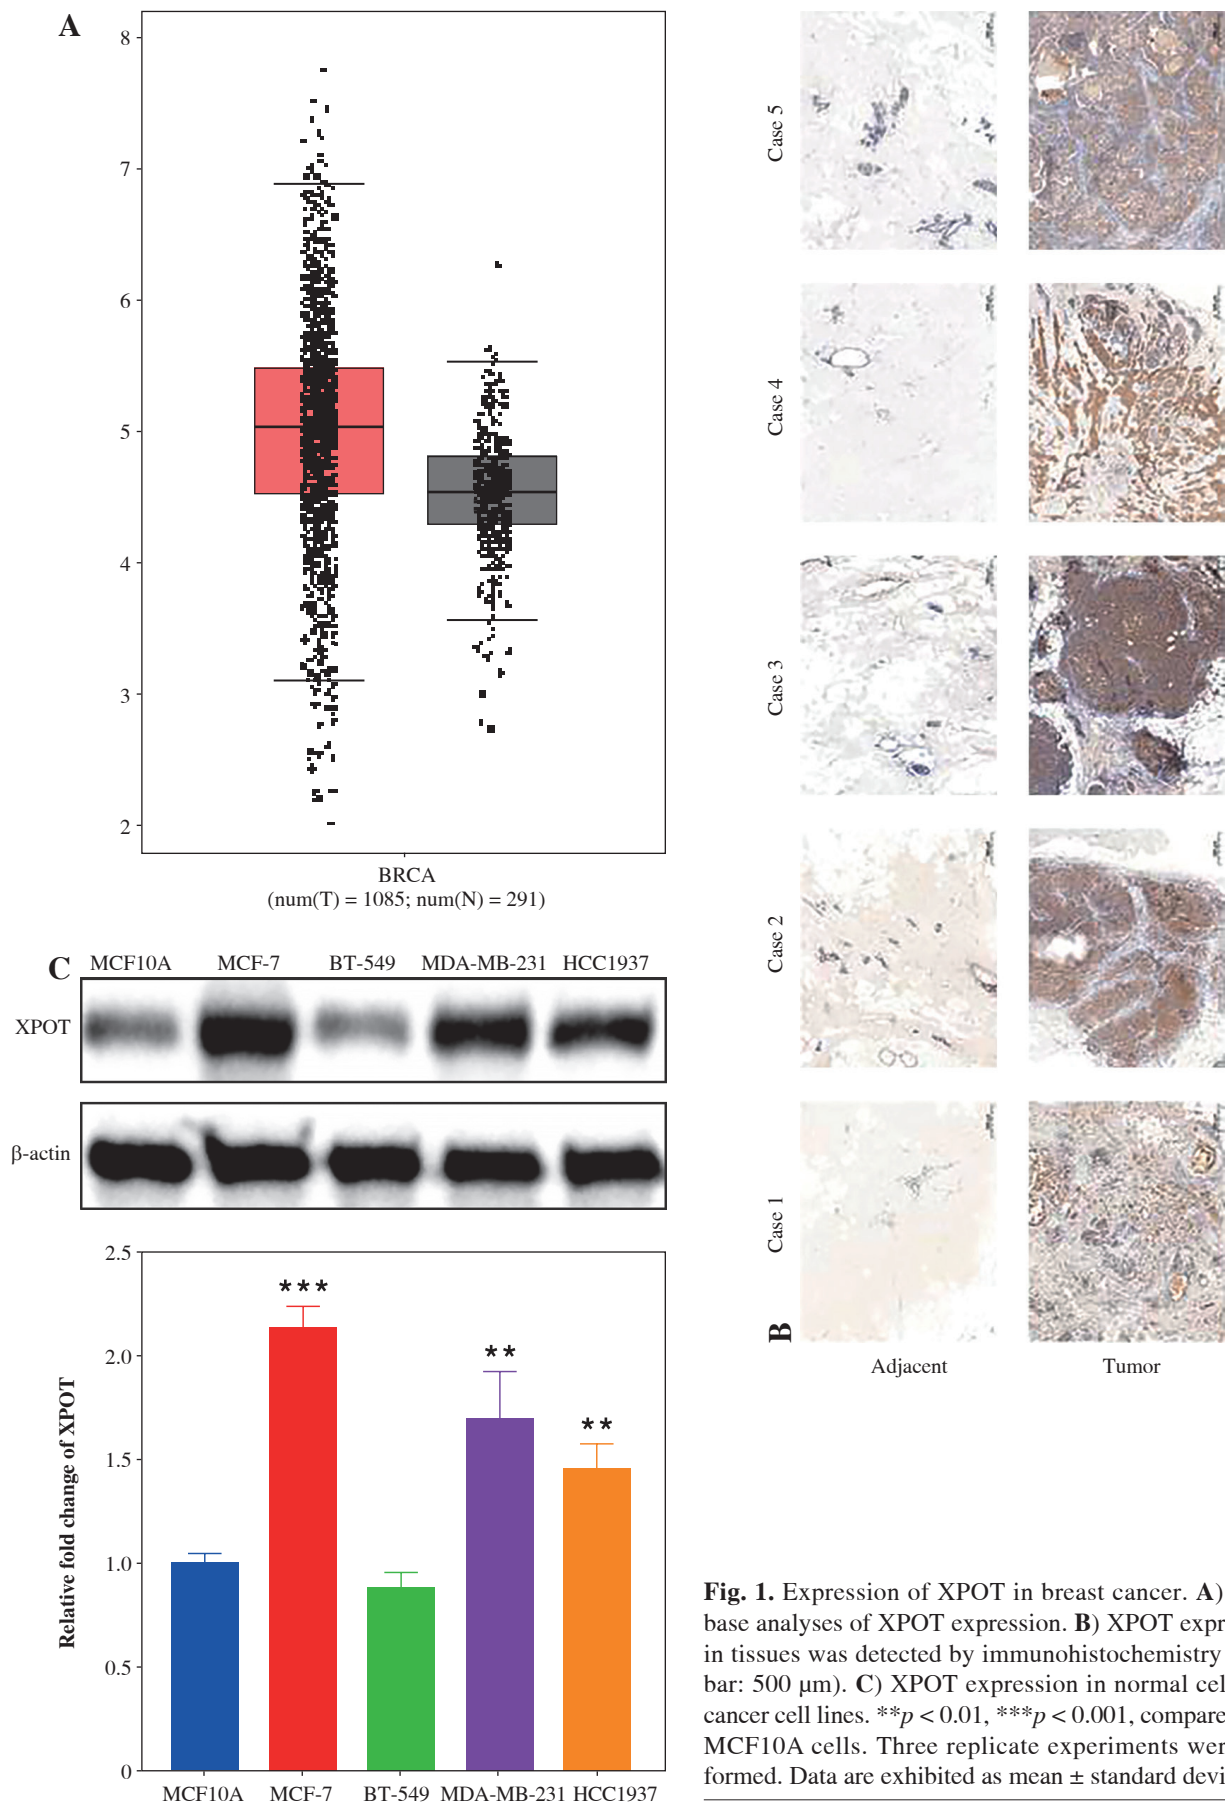 A
8
7
6
5
4
3
2
BRCA
(num(T) = 1085; num(N) = 291)
C
MCF10A MCF-7 BT-549 MDA-MB-231 HCC1937
XPOT
β-actin
2.5
2.0
1.5
1.0
0.5
0
Relative fold change of XPOT
***
**
**
MCF10A MCF-7 BT-549 MDA-MB-231 HCC1937
Case 5
Case 4
Case 3
Case 2
Case 1
B
Adjacent Tumor
Fig. 1. Expression of XPOT in breast cancer. A)
base analyses of XPOT expression. B) XPOT expr
in tissues was detected by immunohistochemistry
bar: 500 μm). C) XPOT expression in normal cel
cancer cell lines. **p < 0.01, ***p < 0.001, compare
MCF10A cells. Three replicate experiments wer
formed. Data are exhibited as mean ± standard devi